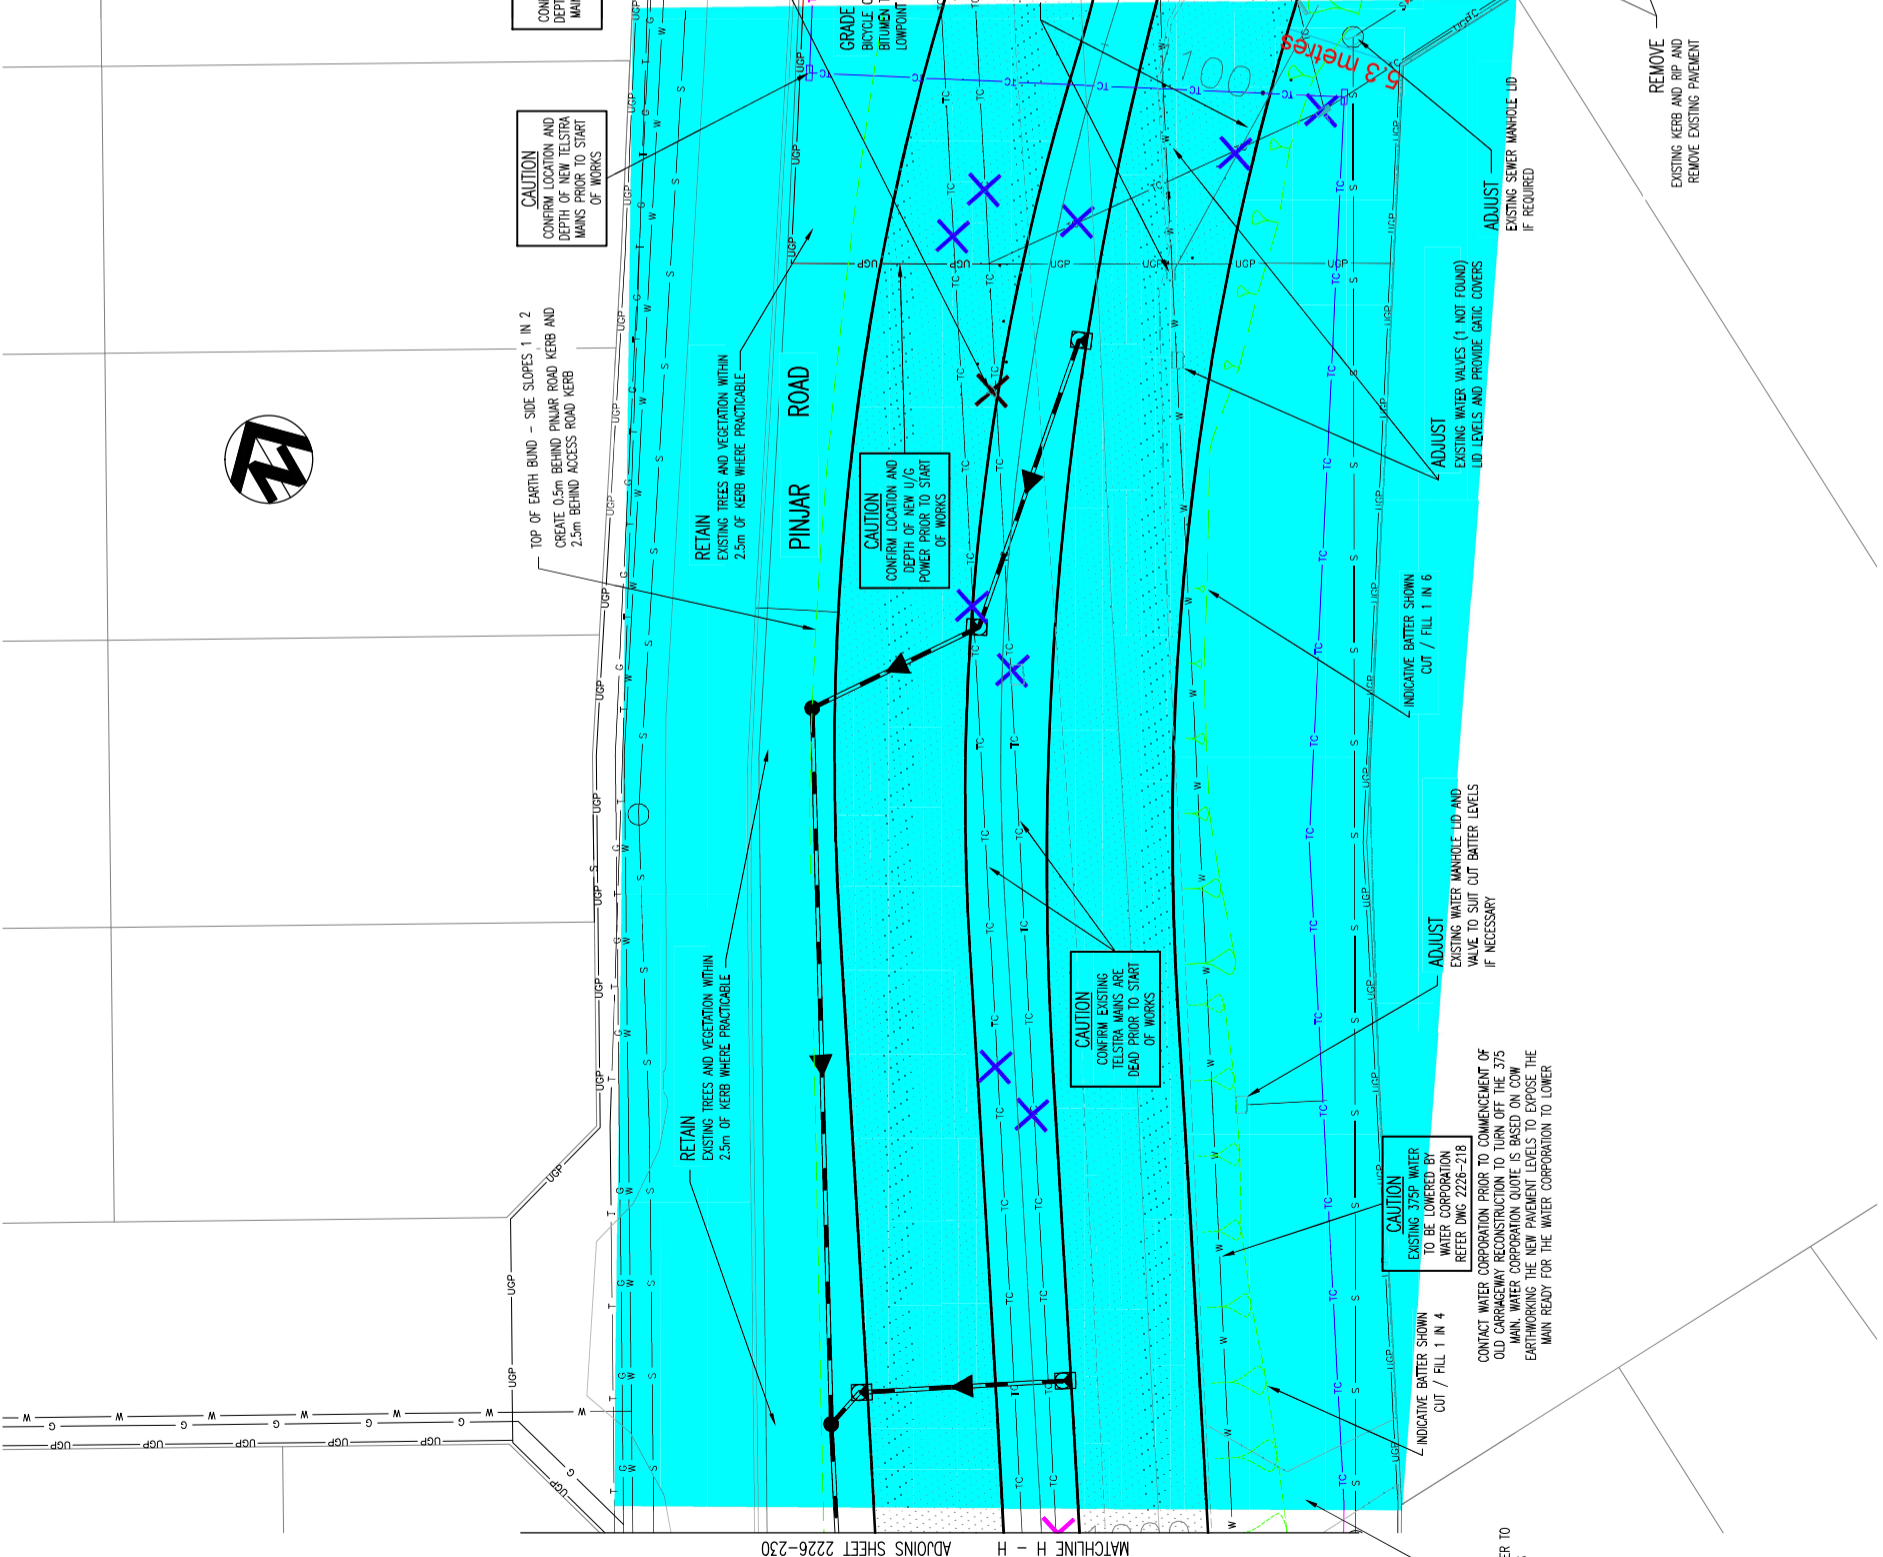 CAUTION
CONFIRM LOCATION AND
DEPTH OF NEW TELSTRA
MAINS PRIOR TO START
OF WORKS
TOP OF EARTH BUND - SIDE SLOPES 1 IN 2
CREATE 0.5m BEHIND PINJAR ROAD KERB AND
2.5m BEHIND ACCESS ROAD KERB
RETAIN
EXISTING TREES AND VEGETATION WITHIN
2.5m OF KERB WHERE PRACTICABLE
PINJAR ROAD
GRADE
BICYCLE
BITUMEN
LOWPOINT
CAUTION
CONFIRM LOCATION AND
DEPTH OF NEW U/G
POWER PRIOR TO START
OF WORKS
RETAIN
EXISTING TREES AND VEGETATION WITHIN
2.5m OF KERB WHERE PRACTICABLE
CAUTION
CONFIRM EXISTING
TELSTRA MAINS ARE
DEAD PRIOR TO START
OF WORKS
100
5.3 metres
REMOVE
EXISTING KERB AND RIP AND
REMOVE EXISTING PAVEMENT
ADJUST
EXISTING SEWER MANHOLE LID
IF REQUIRED
ADJUST
EXISTING WATER VALVES (1 NOT FOUND)
LID LEVELS AND PROVIDE GATIC COVERS
INDICATIVE BATTER SHOWN
CUT / FILL 1 IN 6
ADJUST
EXISTING WATER MANHOLE LID AND
VALVE TO SUIT CUT BATTER LEVELS
IF NECESSARY
CAUTION
EXISTING 375P WATER
TO BE LOWERED BY
WATER CORPORATION
REFER DWG 2226-218
CONTACT WATER CORPORATION PRIOR TO COMMENCEMENT OF
OLD CARRIAGEWAY RECONSTRUCTION TO TURN OFF THE 375
MAIN. WATER CORPORATION QUOTE IS BASED ON COW
EARTHWORKING THE NEW PAVEMENT LEVELS TO EXPOSE THE
MAIN READY FOR THE WATER CORPORATION TO LOWER
INDICATIVE BATTER SHOWN
CUT / FILL 1 IN 4
MATCHLINE H - H ADJOINS SHEET 2226-230
UGP
TC
W
S
G
T